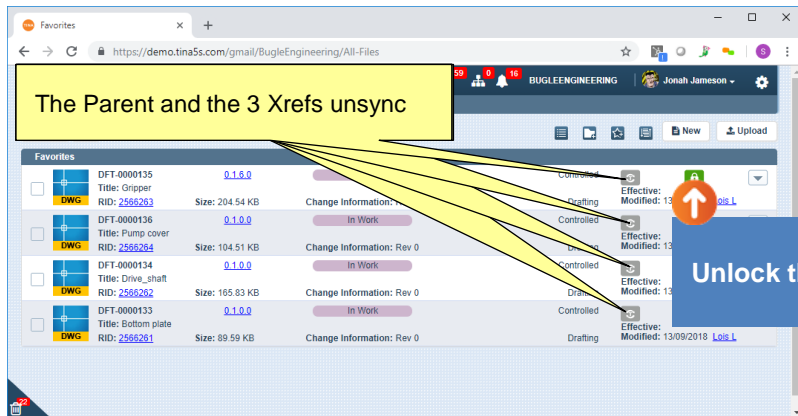 Favorites
https://demo.tina5s.com/gmail/BugleEngineering/All-Files
S
The Parent and the 3 Xrefs unsync
59 0 16 BUGLEENGINEERING Jonah Jameson
New Upload
Favorites
DFT-0000135 0.1.6.0 Controlled
Title: Gripper Effective:
DWG RID: 2566263 Size: 204.54 KB Change Information: Drafting Modified: 13 Lois L
DFT-0000136 0.1.0.0 In Work Controlled
Title: Pump cover Effective:
DWG RID: 2566264 Size: 104.51 KB Change Information: Rev 0 Modified: 13
Unlock th
DFT-0000134 0.1.0.0 In Work Controlled
Title: Drive_shaft Effective:
DWG RID: 2566262 Size: 165.83 KB Change Information: Rev 0 Modified: 13
DFT-0000133 0.1.0.0 In Work Controlled
Title: Bottom plate Effective:
DWG RID: 2566261 Size: 89.59 KB Change Information: Rev 0 Drafting Modified: 13/09/2018 Lois L
22